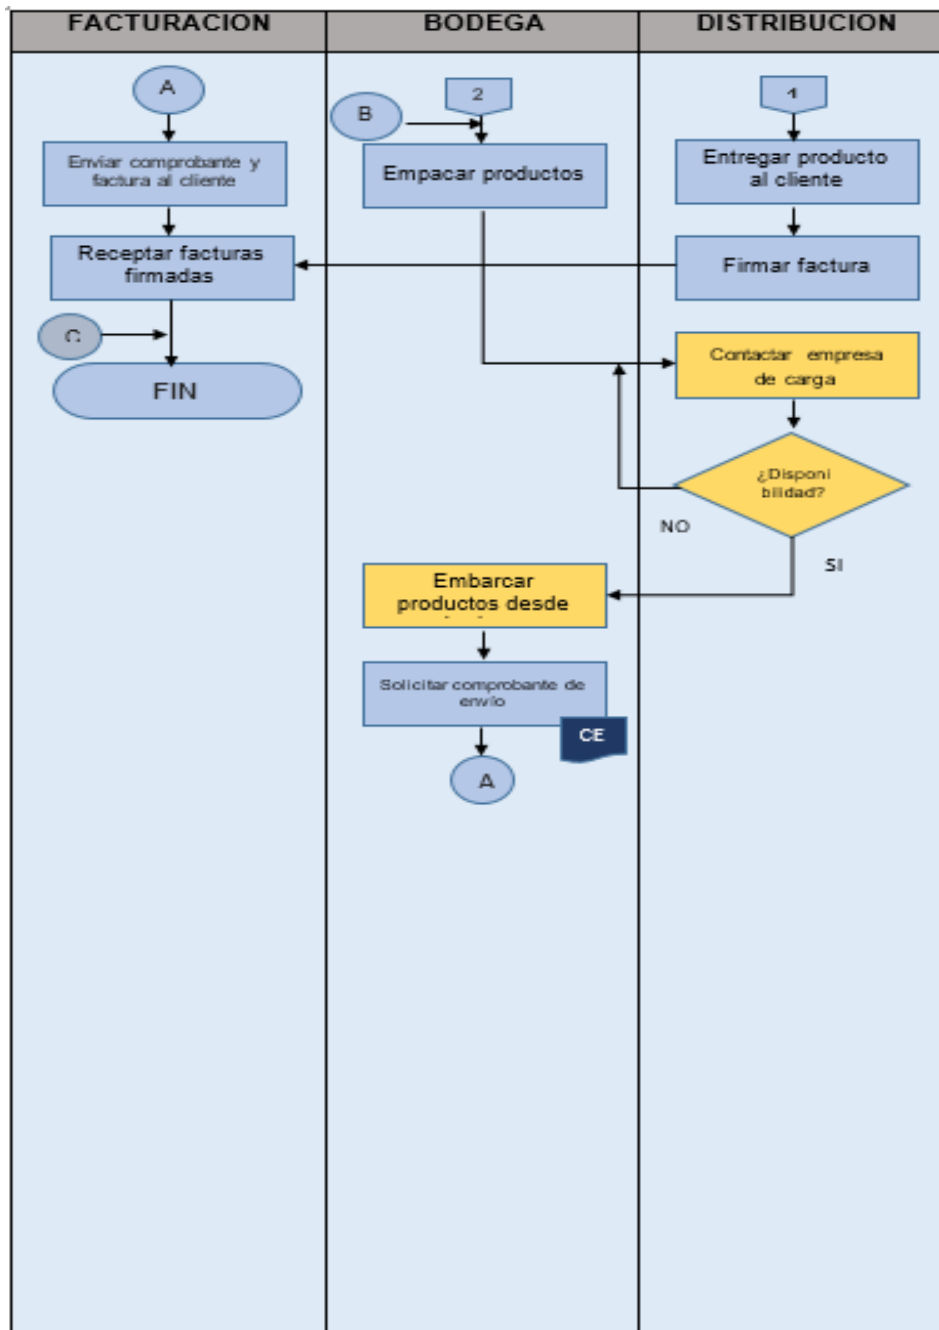 FACTURACION
BODEGA
DISTRIBUCION
A
Enviar comprobante y
factura al cliente
Receptar facturas
firmadas
C
FIN
2
B
Empacar productos
1
Entregar producto
al cliente
Firmar factura
Contactar empresa
de carga
¿Disponi
bilidad?
NO
SI
Embarcar
productos desde
Solicitar comprobante de
envío
CE
A